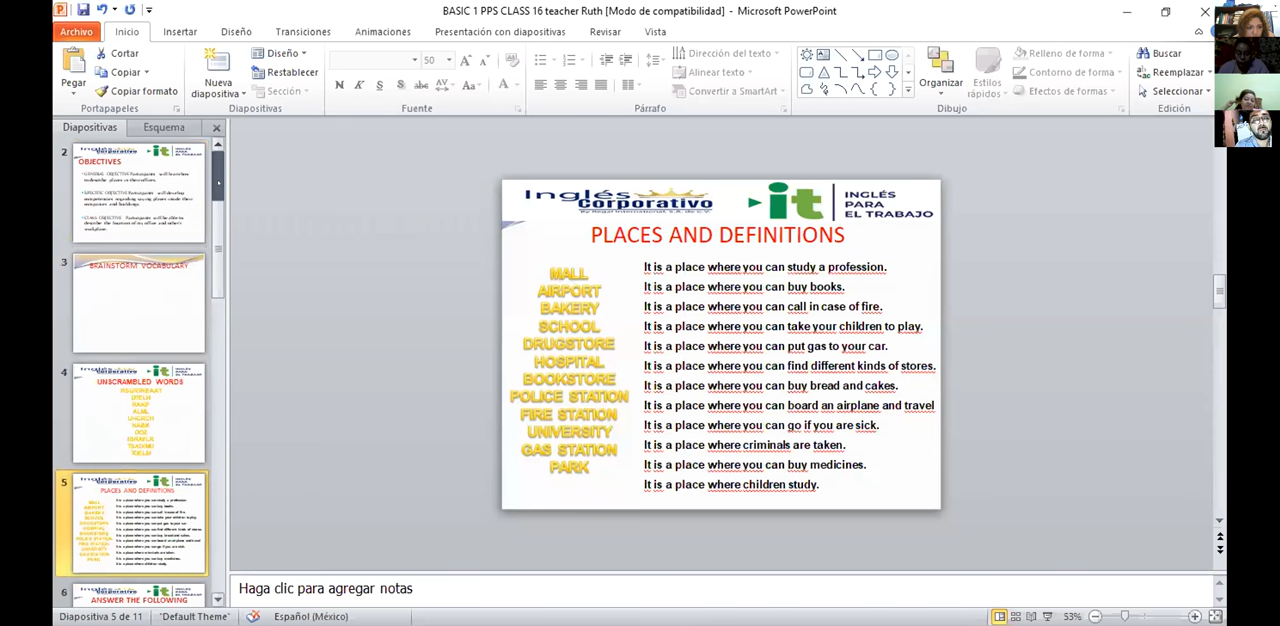 BASIC 1 PPS CLASS 16 teacher Ruth [Modo de compatibilidad] - Microsoft PowerPoint
Archivo Inicio Insertar Diseño Transiciones Animaciones Presentación con diapositivas Revisar Vista
Pegar
Cortar
Copiar
Copiar formato
Portapapeles
Nueva diapositiva
Diseño
Restablecer
Sección
Diapositivas
50
Fuente
Dirección del texto
Alinear texto
Convertir a SmartArt
Párrafo
Organizar
Estilos rápidos
Relleno de forma
Contorno de forma
Efectos de formas
Dibujo
Buscar
Reemplazar
Seleccionar
Edición
Diapositivas Esquema
2
OBJECTIVES
3
BRAINSTORM VOCABULARY
4
UNSCRAMBLED WORDS
5
PLACES AND DEFINITIONS
6
ANSWER THE FOLLOWING
Inglés Corporativo
it
INGLÉS
PARA
EL TRABAJO
PLACES AND DEFINITIONS
MALL
AIRPORT
BAKERY
SCHOOL
DRUGSTORE
HOSPITAL
BOOKSTORE
POLICE STATION
FIRE STATION
UNIVERSITY
GAS STATION
PARK
It is a place where you can study a profession.
It is a place where you can buy books.
It is a place where you can call in case of fire.
It is a place where you can take your children to play.
It is a place where you can put gas to your car.
It is a place where you can find different kinds of stores.
It is a place where you can buy bread and cakes.
It is a place where you can board an airplane and travel
It is a place where you can go if you are sick.
It is a place where criminals are taken.
It is a place where you can buy medicines.
It is a place where children study.
Haga clic para agregar notas
Diapositiva 5 de 11 "Default Theme" Español (México) 53%